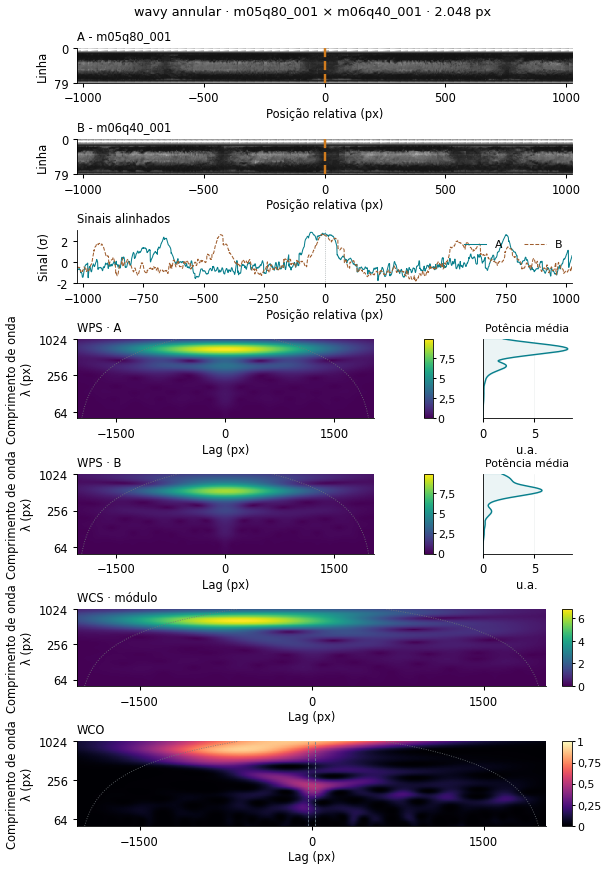 wavy annular · m05q80_001 × m06q40_001 · 2.048 px
A - m05q80_001
0
79
Linha
−1000 −500 0 500 1000
Posição relativa (px)
B - m06q40_001
0
79
Linha
−1000 −500 0 500 1000
Posição relativa (px)
Sinais alinhados
2
0
-2
Sinal (σ)
A B
−1000 −750 −500 −250 0 250 500 750 1000
Posição relativa (px)
WPS · A
Potência média
1024
256
64
Comprimento de onda
λ (px)
7,5
5
2,5
0
−1500 0 1500
0 5
Lag (px)
u.a.
WPS · B
Potência média
1024
256
64
Comprimento de onda
λ (px)
7,5
5
2,5
0
−1500 0 1500
0 5
Lag (px)
u.a.
WCS · módulo
1024
256
64
Comprimento de onda
λ (px)
6
4
2
0
−1500 0 1500
Lag (px)
WCO
1024
256
64
Comprimento de onda
λ (px)
1
0,75
0,5
0,25
0
−1500 0 1500
Lag (px)